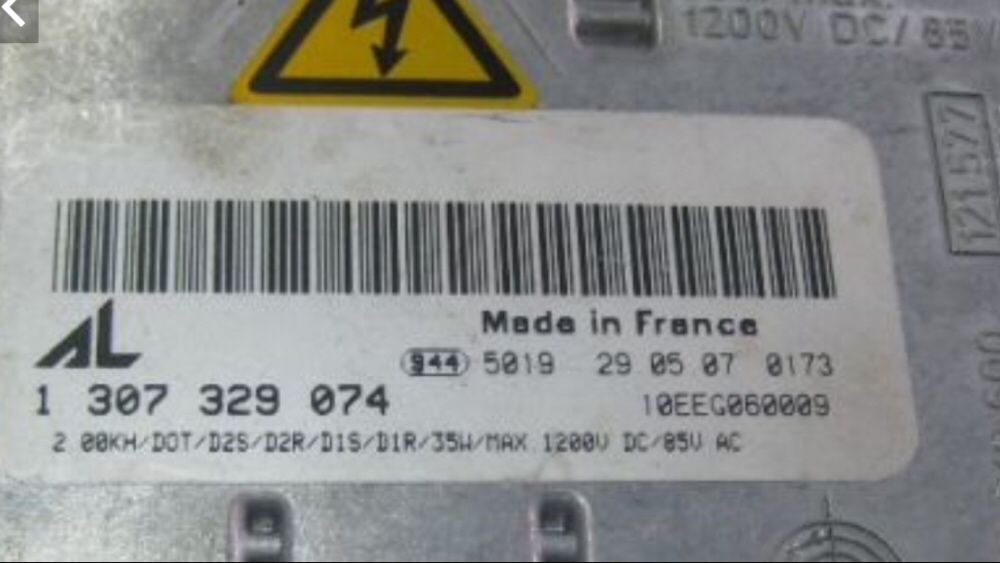 1200V DC/ 85V
121577
AL
Made in France
944 5019 29 05 07 0173
1 307 329 074
10EEG060009
2 00KH/DOT/D2S/D2R/D1S/D1R/35W/MAX 1200V DC/85V AC